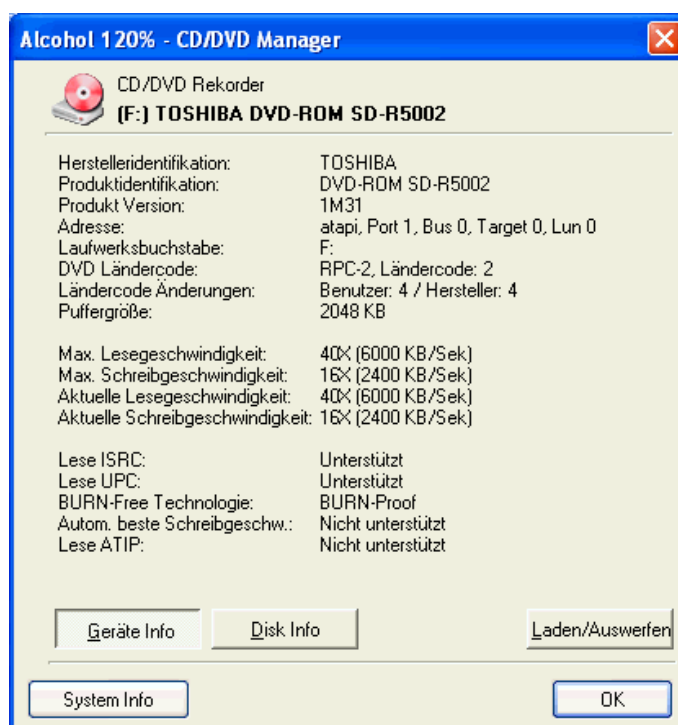 Alcohol 120% - CD/DVD Manager
CD/DVD Rekorder
(F:) TOSHIBA DVD-ROM SD-R5002
Herstelleridentifikation: TOSHIBA
Produktidentifikation: DVD-ROM SD-R5002
Produkt Version: 1M31
Adresse: atapi, Port 1, Bus 0, Target 0, Lun 0
Laufwerksbuchstabe: F:
DVD Ländercode: RPC-2, Ländercode: 2
Ländercode Änderungen: Benutzer: 4 / Hersteller: 4
Puffergröße: 2048 KB
Max. Lesegeschwindigkeit: 40X (6000 KB/Sek)
Max. Schreibgeschwindigkeit: 16X (2400 KB/Sek)
Aktuelle Lesegeschwindigkeit: 40X (6000 KB/Sek)
Aktuelle Schreibgeschwindigkeit: 16X (2400 KB/Sek)
Lese ISRC: Unterstützt
Lese UPC: Unterstützt
BURN-Free Technologie: BURN-Proof
Autom. beste Schreibgeschw.: Nicht unterstützt
Lese ATIP: Nicht unterstützt
Geräte Info Disk Info Laden/Auswerfen
System Info OK